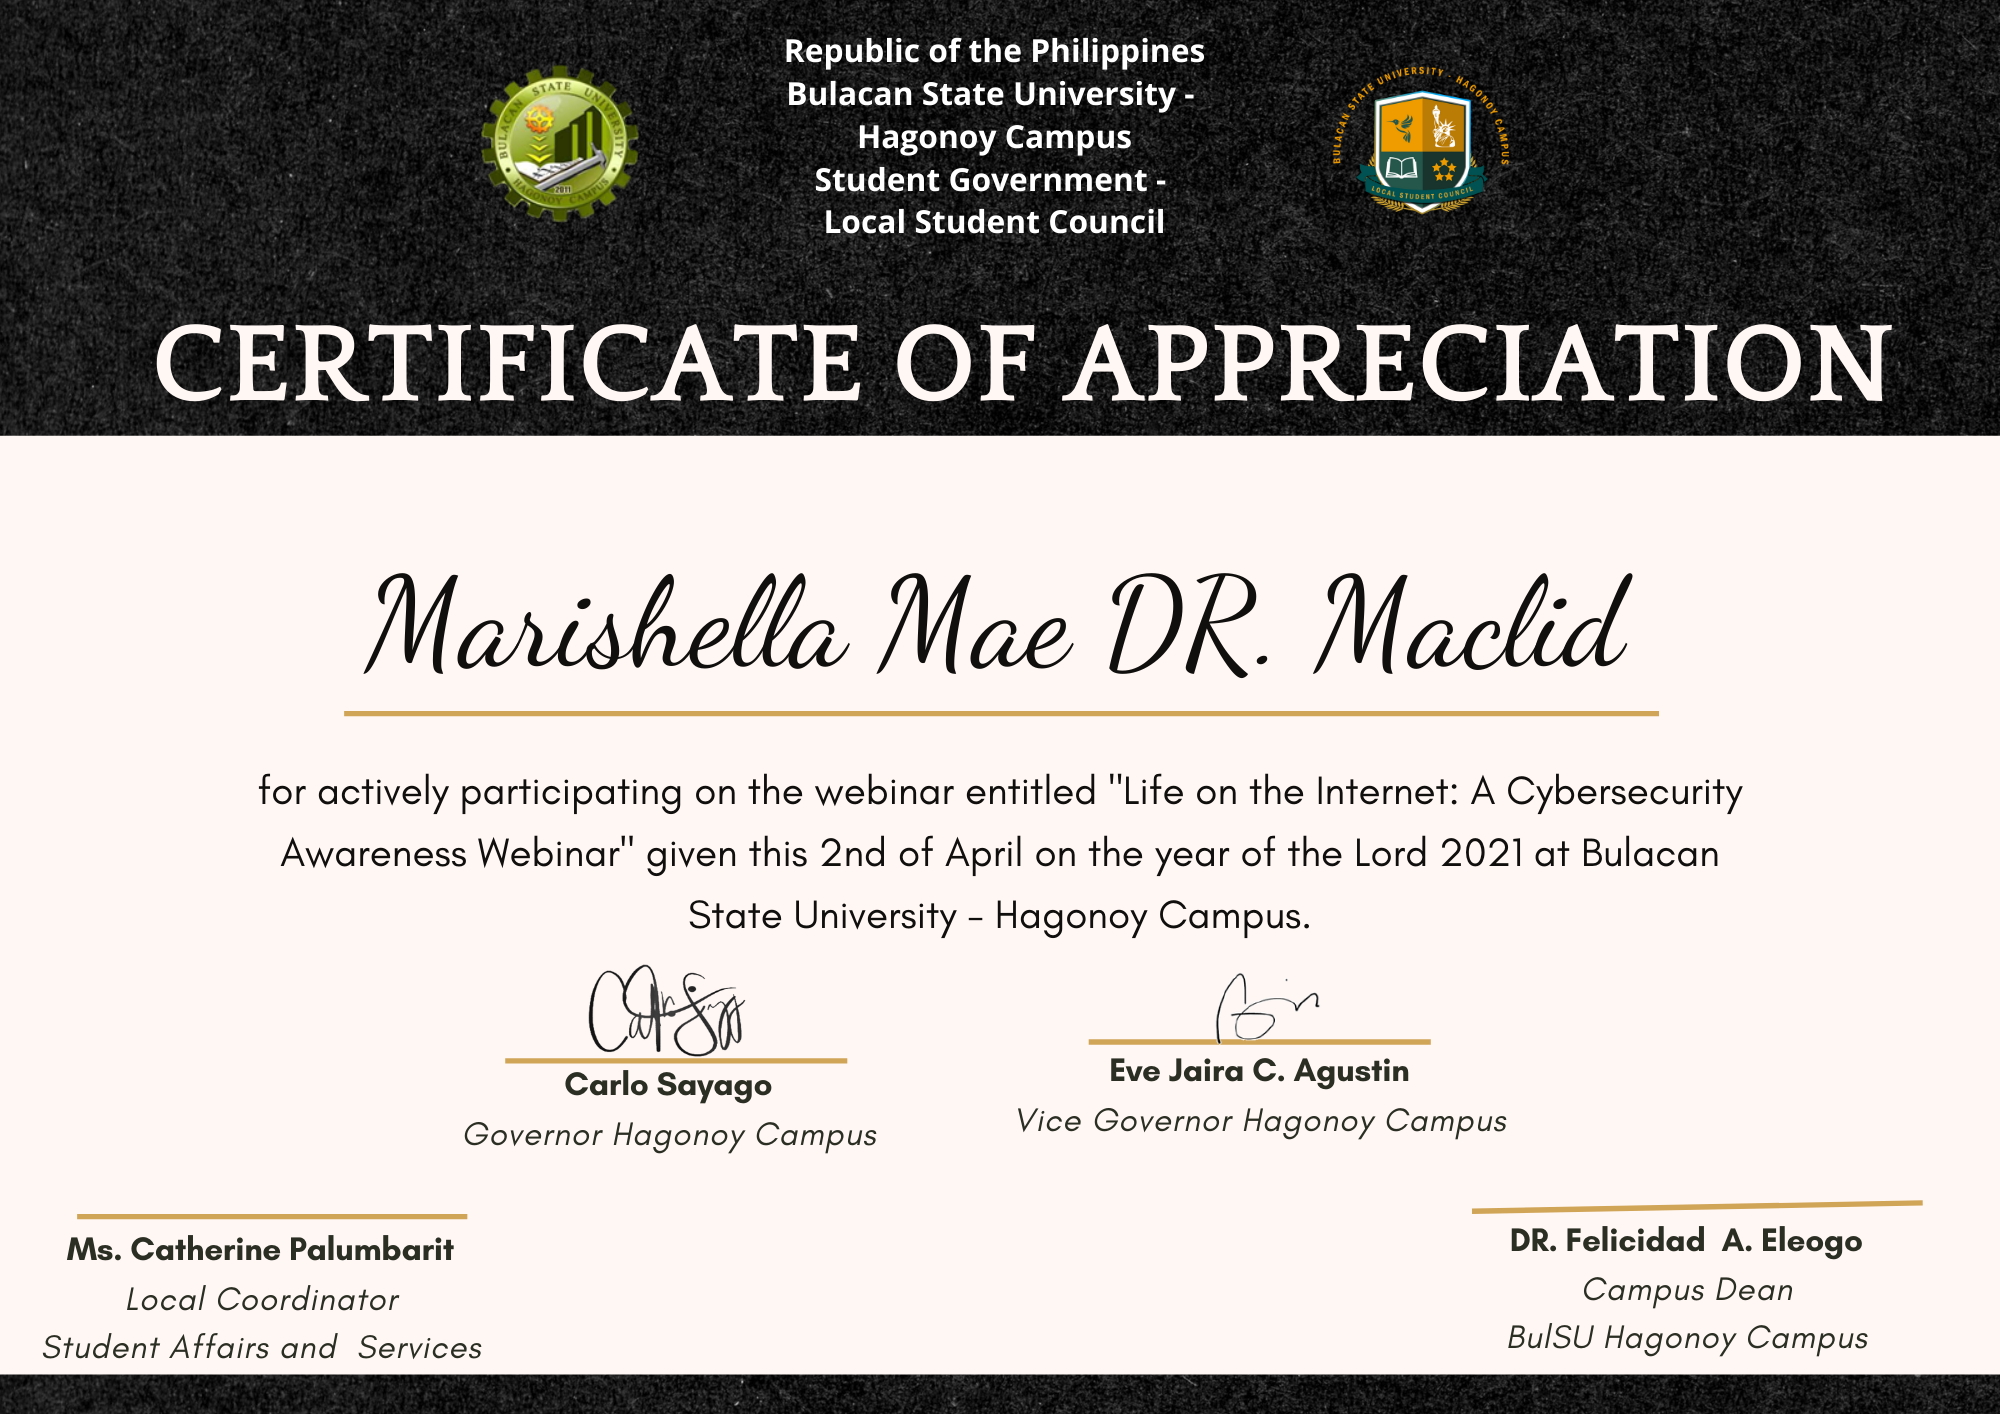 Republic of the Philippines
Bulacan State University -
Hagonoy Campus
Student Government -
Local Student Council
BULACAN STATE UNIVERSITY
HAGONOY CAMPUS
2011
BULACAN STATE UNIVERSITY - HAGONOY CAMPUS
LOCAL STUDENT COUNCIL
CERTIFICATE OF APPRECIATION
Marishella Mae DR. Maclid
for actively participating on the webinar entitled "Life on the Internet: A Cybersecurity
Awareness Webinar" given this 2nd of April on the year of the Lord 2021 at Bulacan
State University - Hagonoy Campus.
Carlo Sayago
Governor Hagonoy Campus
Eve Jaira C. Agustin
Vice Governor Hagonoy Campus
Ms. Catherine Palumbarit
Local Coordinator
Student Affairs and  Services
DR. Felicidad  A. Eleogo
Campus Dean
BulSU Hagonoy Campus